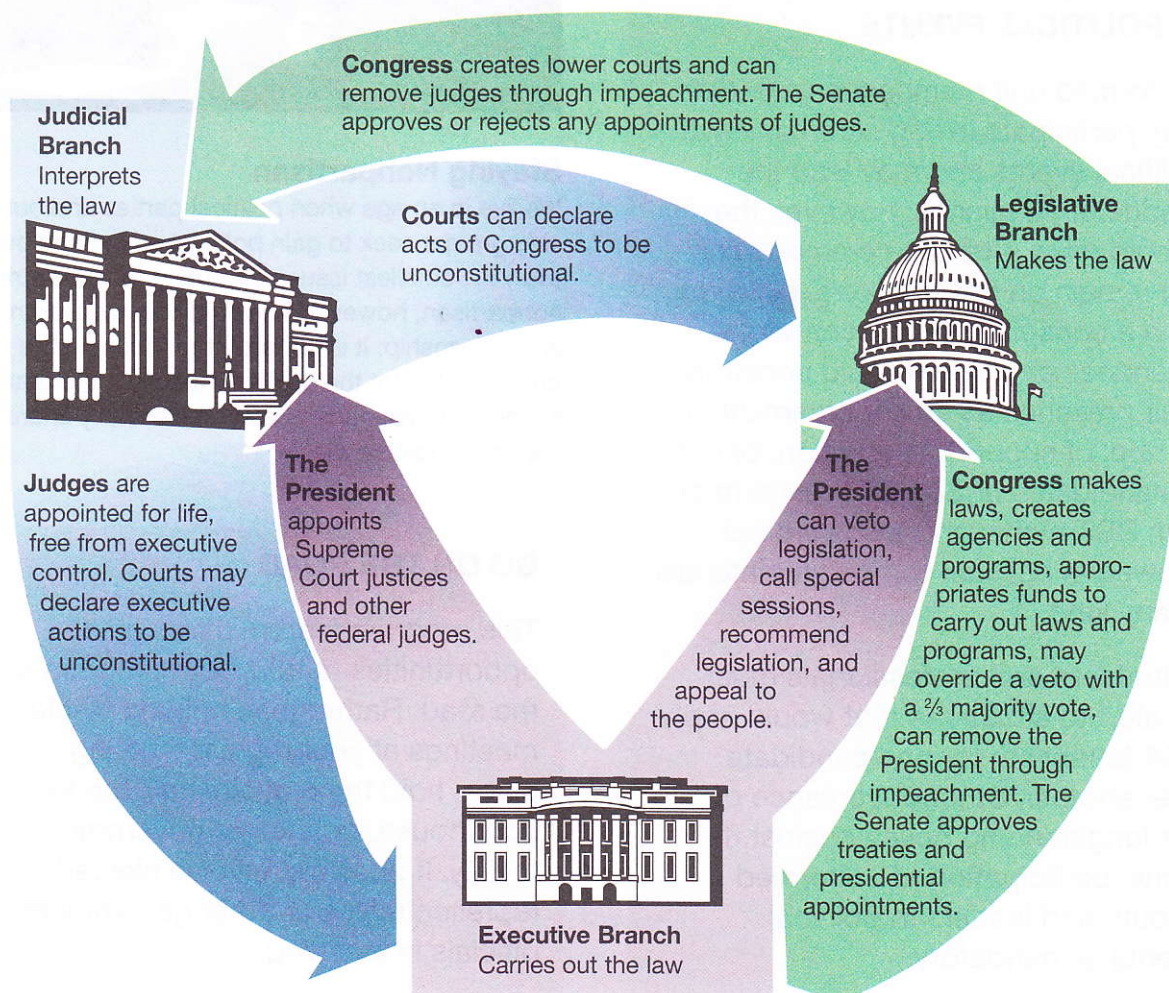 Congress creates lower courts and can
remove judges through impeachment. The Senate
approves or rejects any appointments of judges.
Judicial
Branch
Interprets
the law
Courts can declare
acts of Congress to be
unconstitutional.
Legislative
Branch
Makes the law
Judges are
appointed for life,
free from executive
control. Courts may
declare executive
actions to be
unconstitutional.
The
President
appoints
Supreme
Court justices
and other
federal judges.
The
President
can veto
legislation,
call special
sessions,
recommend
legislation, and
appeal to
the people.
Congress makes
laws, creates
agencies and
programs, appro-
priates funds to
carry out laws and
programs, may
override a veto with
a ⅔ majority vote,
can remove the
President through
impeachment. The
Senate approves
treaties and
presidential
appointments.
Executive Branch
Carries out the law